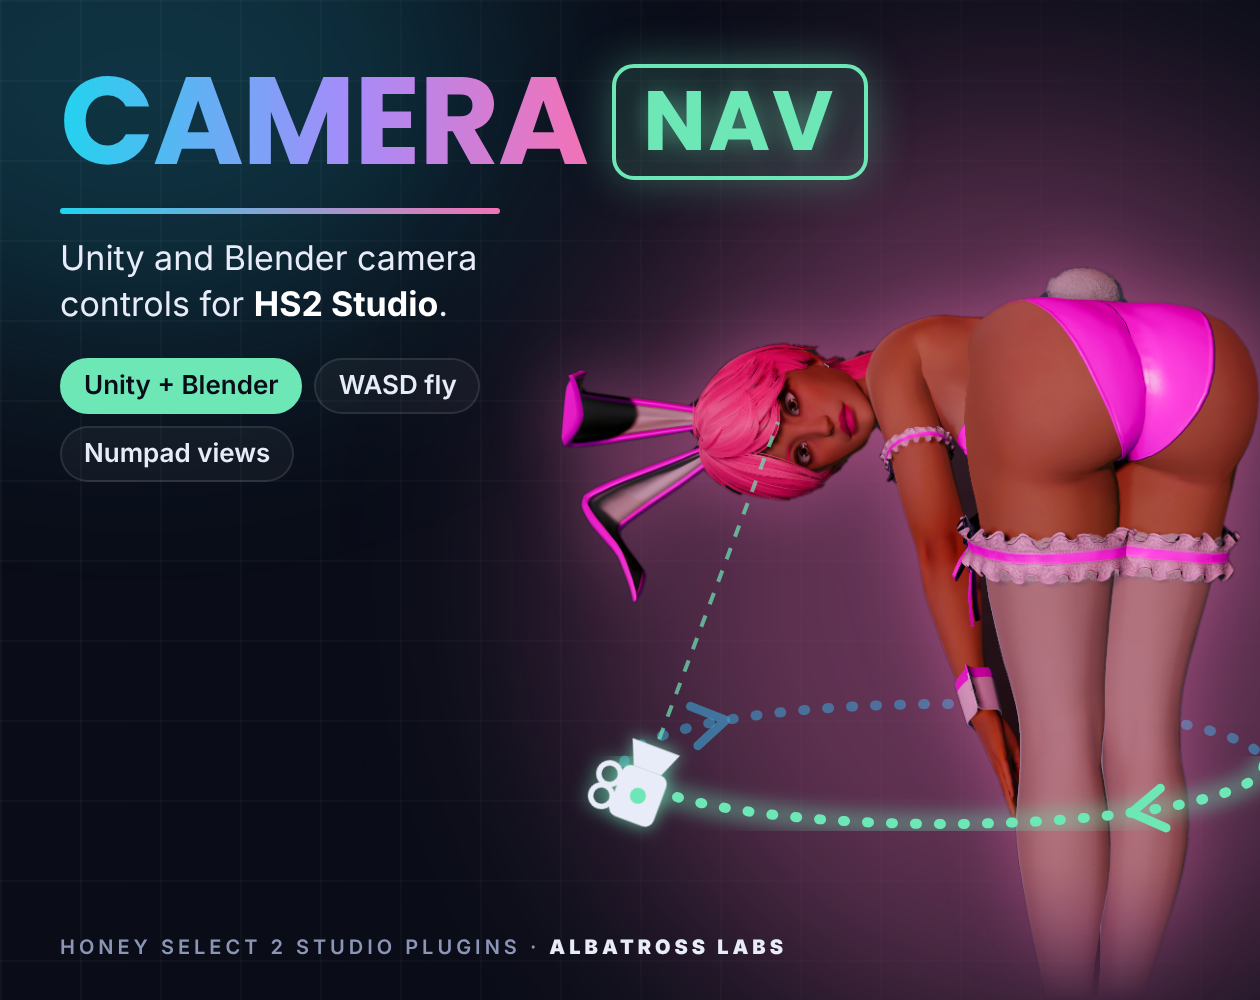 CAMERA NAV
Unity and Blender camera
controls for HS2 Studio.
Unity + Blender
WASD fly
Numpad views
HONEY SELECT 2 STUDIO PLUGINS · ALBATROSS LABS